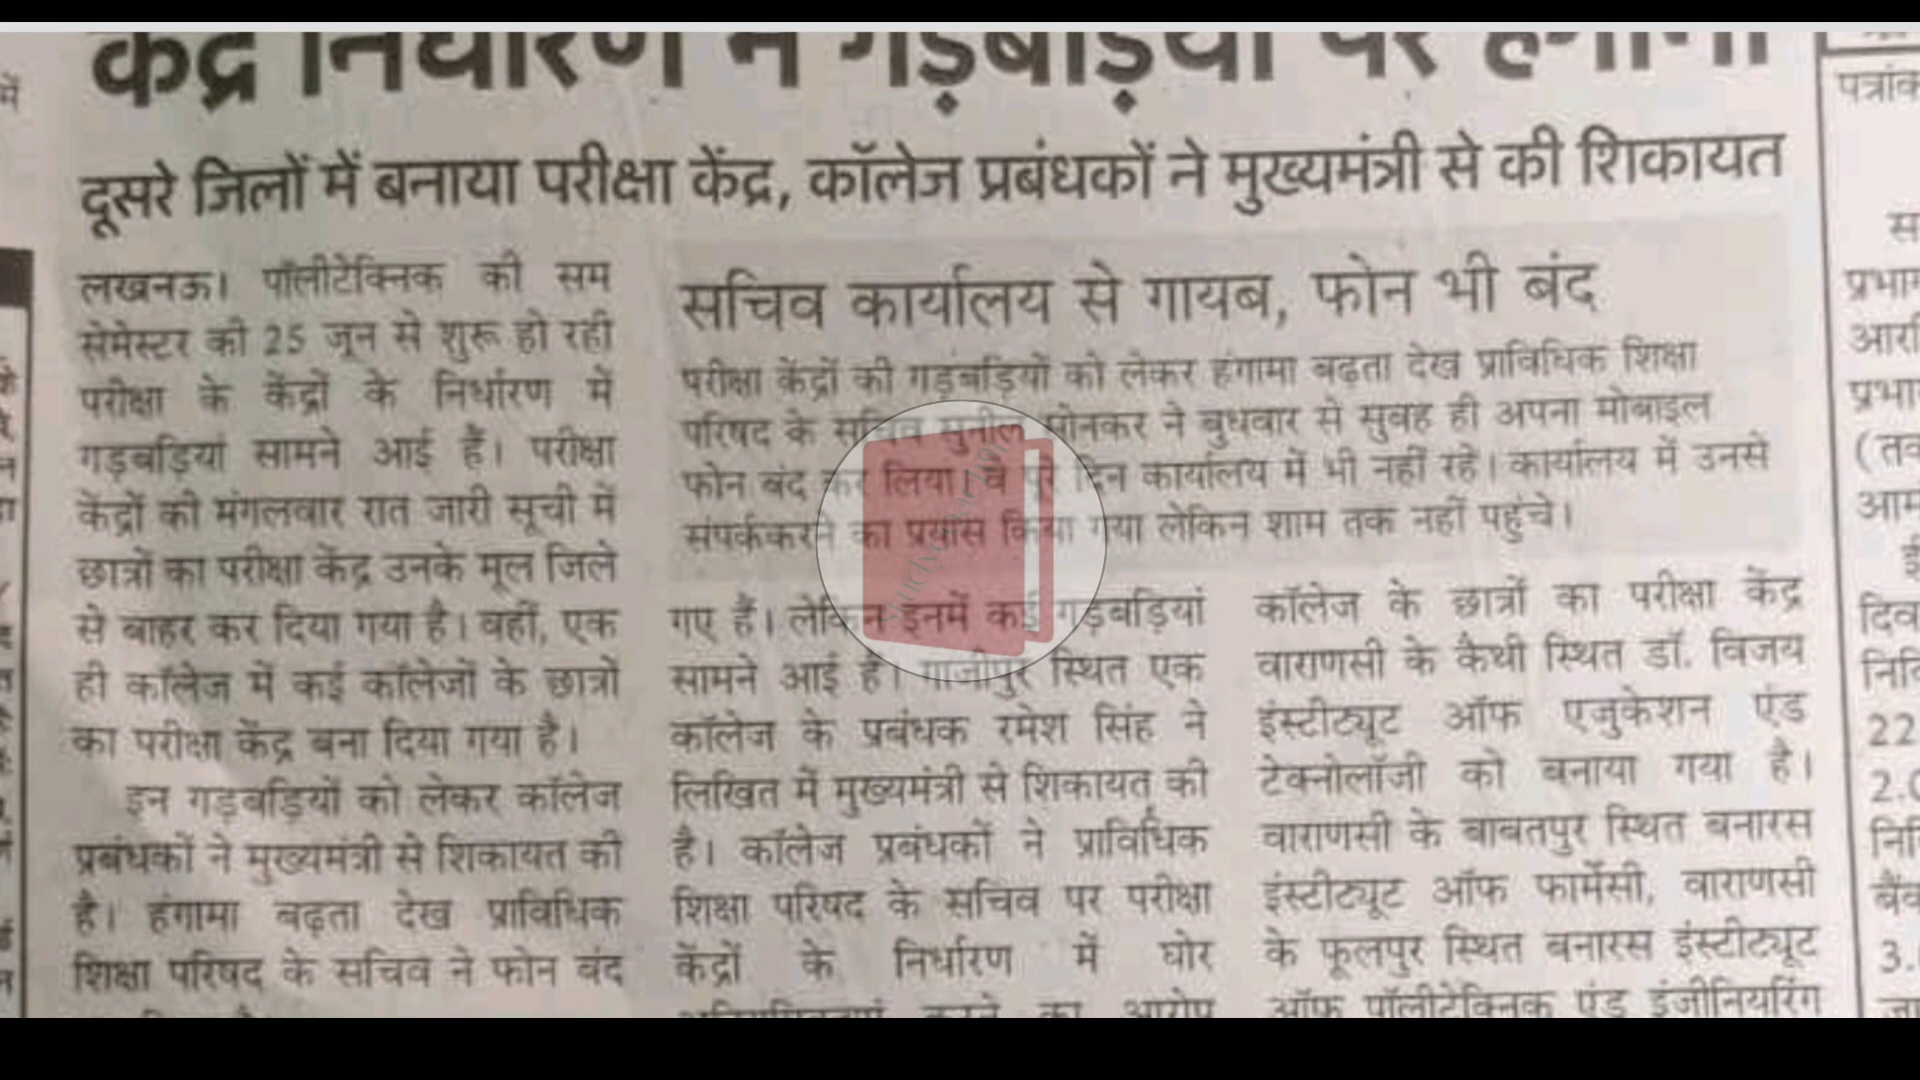 केंद्र निर्धारण में गड़बड़ियों पर हंगामा
दूसरे जिलों में बनाया परीक्षा केंद्र, कॉलेज प्रबंधकों ने मुख्यमंत्री से की शिकायत
लखनऊ। पॉलीटेक्निक की सम
सेमेस्टर की 25 जून से शुरू हो रही
परीक्षा के केंद्रों के निर्धारण में
गड़बड़ियां सामने आई हैं। परीक्षा
केंद्रों की मंगलवार रात जारी सूची में
छात्रों का परीक्षा केंद्र उनके मूल जिले
से बाहर कर दिया गया है। वहीं, एक
ही कॉलेज में कई कॉलेजों के छात्रों
का परीक्षा केंद्र बना दिया गया है।
इन गड़बड़ियों को लेकर कॉलेज
प्रबंधकों ने मुख्यमंत्री से शिकायत की
है। हंगामा बढ़ता देख प्राविधिक
शिक्षा परिषद के सचिव ने फोन बंद
सचिव कार्यालय से गायब, फोन भी बंद
परीक्षा केंद्रों की गड़बड़ियों को लेकर हंगामा बढ़ता देख प्राविधिक शिक्षा
परिषद के सचिव सुनील सोनकर ने बुधवार से सुबह ही अपना मोबाइल
फोन बंद कर लिया। वे पूरे दिन कार्यालय में भी नहीं रहे। कार्यालय में उनसे
संपर्ककरने का प्रयास किया गया लेकिन शाम तक नहीं पहुंचे।
गए हैं। लेकिन इनमें कई गड़बड़ियां
सामने आई हैं। गाजीपुर स्थित एक
कॉलेज के प्रबंधक रमेश सिंह ने
लिखित में मुख्यमंत्री से शिकायत की
है। कॉलेज प्रबंधकों ने प्राविधिक
शिक्षा परिषद के सचिव पर परीक्षा
केंद्रों के निर्धारण में घोर
करने का आरोप
कॉलेज के छात्रों का परीक्षा केंद्र
वाराणसी के कैथी स्थित डॉ. विजय
इंस्टीट्यूट ऑफ एजुकेशन एंड
टेक्नोलॉजी को बनाया गया है।
वाराणसी के बाबतपुर स्थित बनारस
इंस्टीट्यूट ऑफ फार्मेसी, वाराणसी
के फूलपुर स्थित बनारस इंस्टीट्यूट
ऑफ पॉलीटेक्निक एंड इंजीनियरिंग